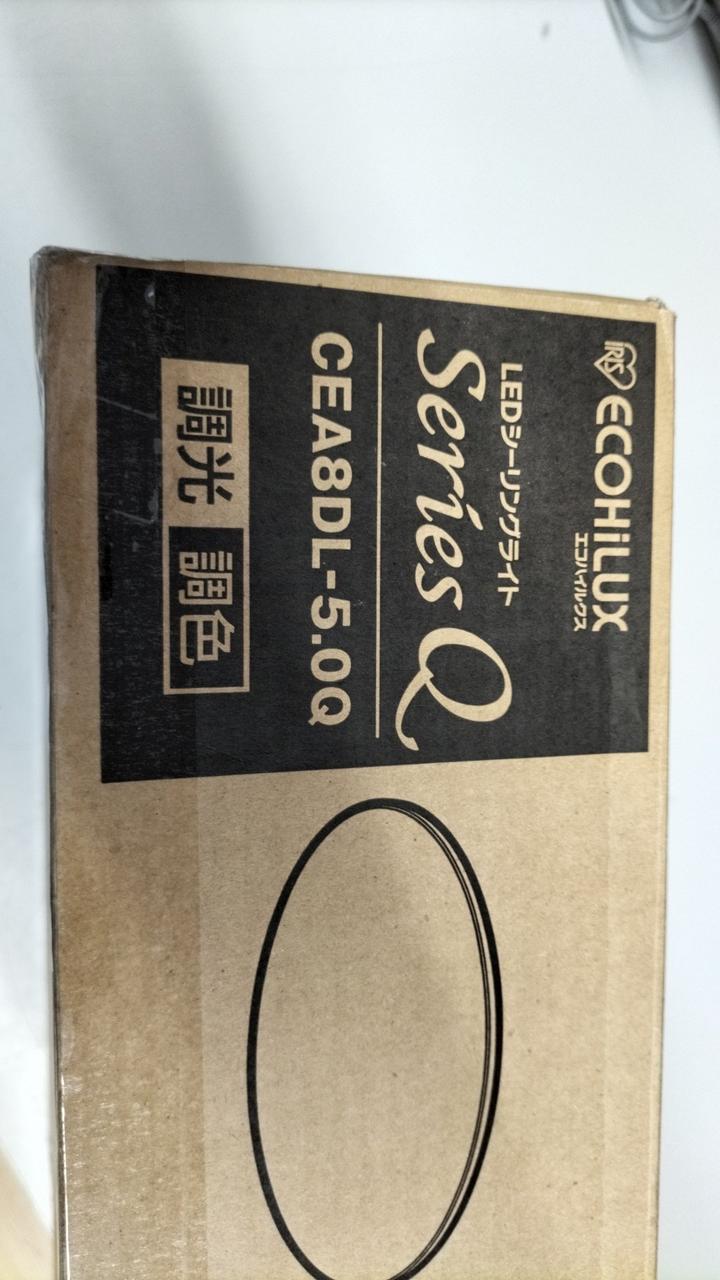 IRIS
ECOHiLUX
エコハイルクス
LEDシーリングライト
Series Q
CEA8DL-5.0Q
調光 調色